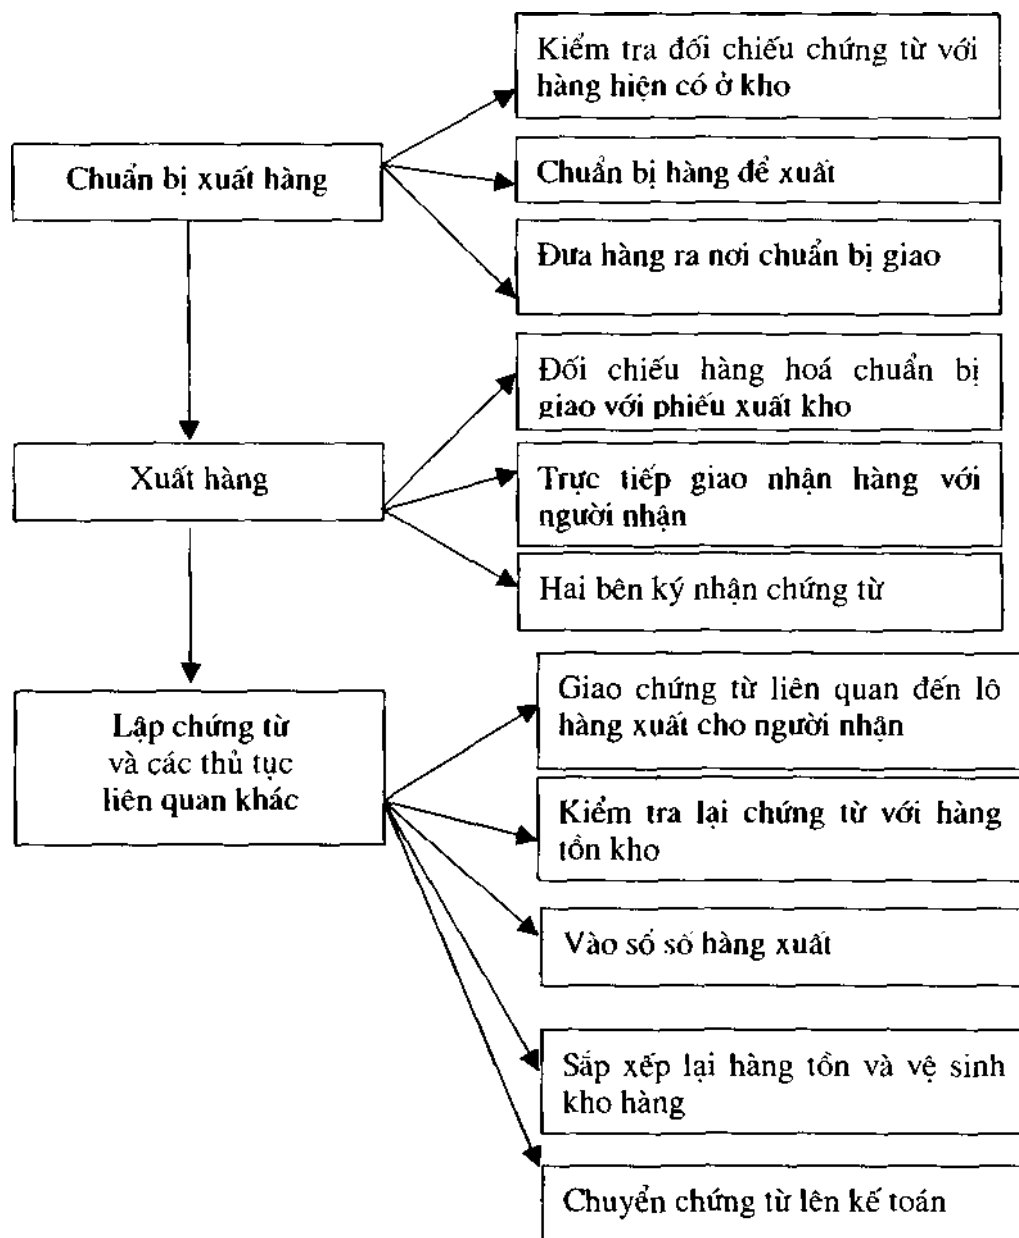 Kiểm tra đối chiếu chứng từ với
hàng hiện có ở kho
Chuẩn bị xuất hàng
Chuẩn bị hàng để xuất
Đưa hàng ra nơi chuẩn bị giao
Đối chiếu hàng hoá chuẩn bị
giao với phiếu xuất kho
Xuất hàng
Trực tiếp giao nhận hàng với
người nhận
Hai bên ký nhận chứng từ
Lập chứng từ
và các thủ tục
liên quan khác
Giao chứng từ liên quan đến lô
hàng xuất cho người nhận
Kiểm tra lại chứng từ với hàng
tồn kho
Vào sổ số hàng xuất
Sắp xếp lại hàng tồn và vệ sinh
kho hàng
Chuyển chứng từ lên kế toán